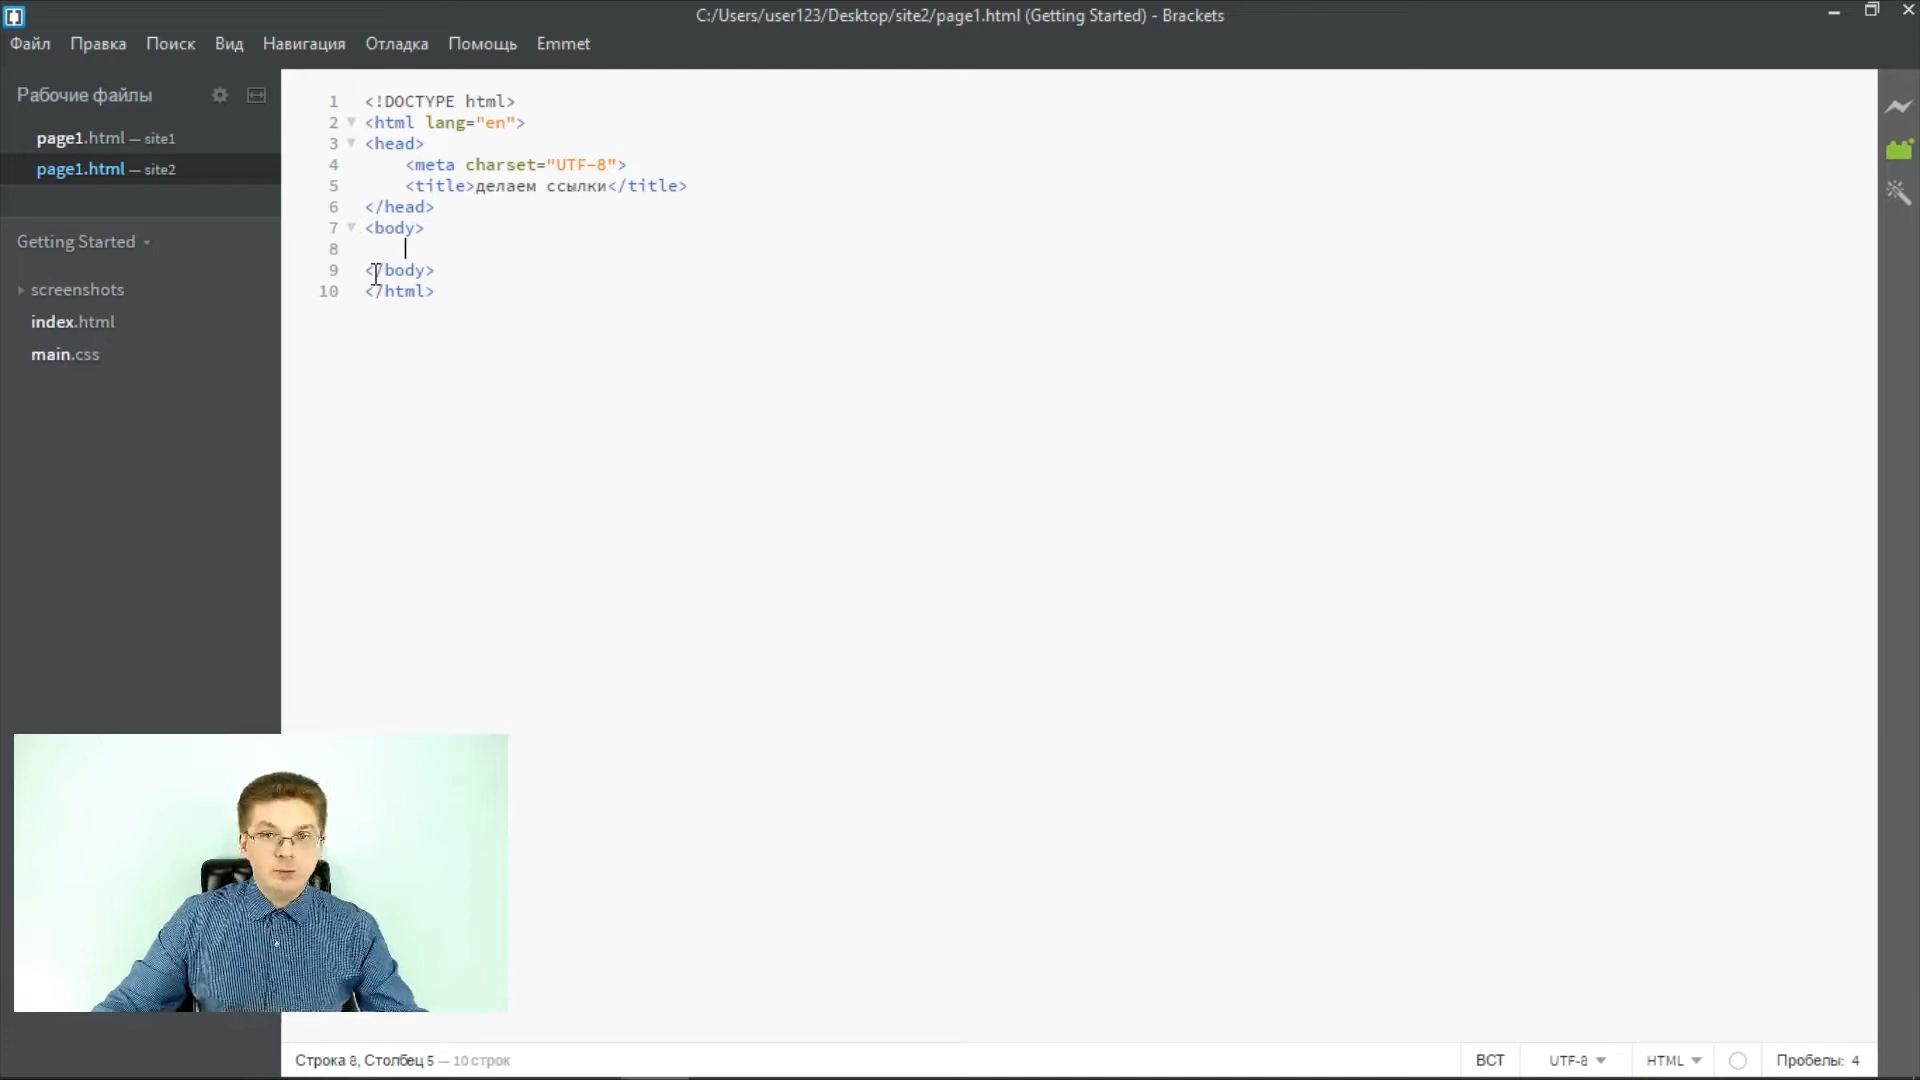 C:/Users/user123/Desktop/site2/page1.html (Getting Started) - Brackets
Файл Правка Поиск Вид Навигация Отладка Помощь Emmet
Рабочие файлы
page1.html — site1
page1.html — site2
Getting Started
screenshots
index.html
main.css
1 <!DOCTYPE html>
2 <html lang="en">
3 <head>
4 <meta charset="UTF-8">
5 <title>делаем ссылки</title>
6 </head>
7 <body>
8
9 </body>
10 </html>
Строка 8, Столбец 5 — 10 строк
ВСТ UTF-8 HTML Пробелы: 4